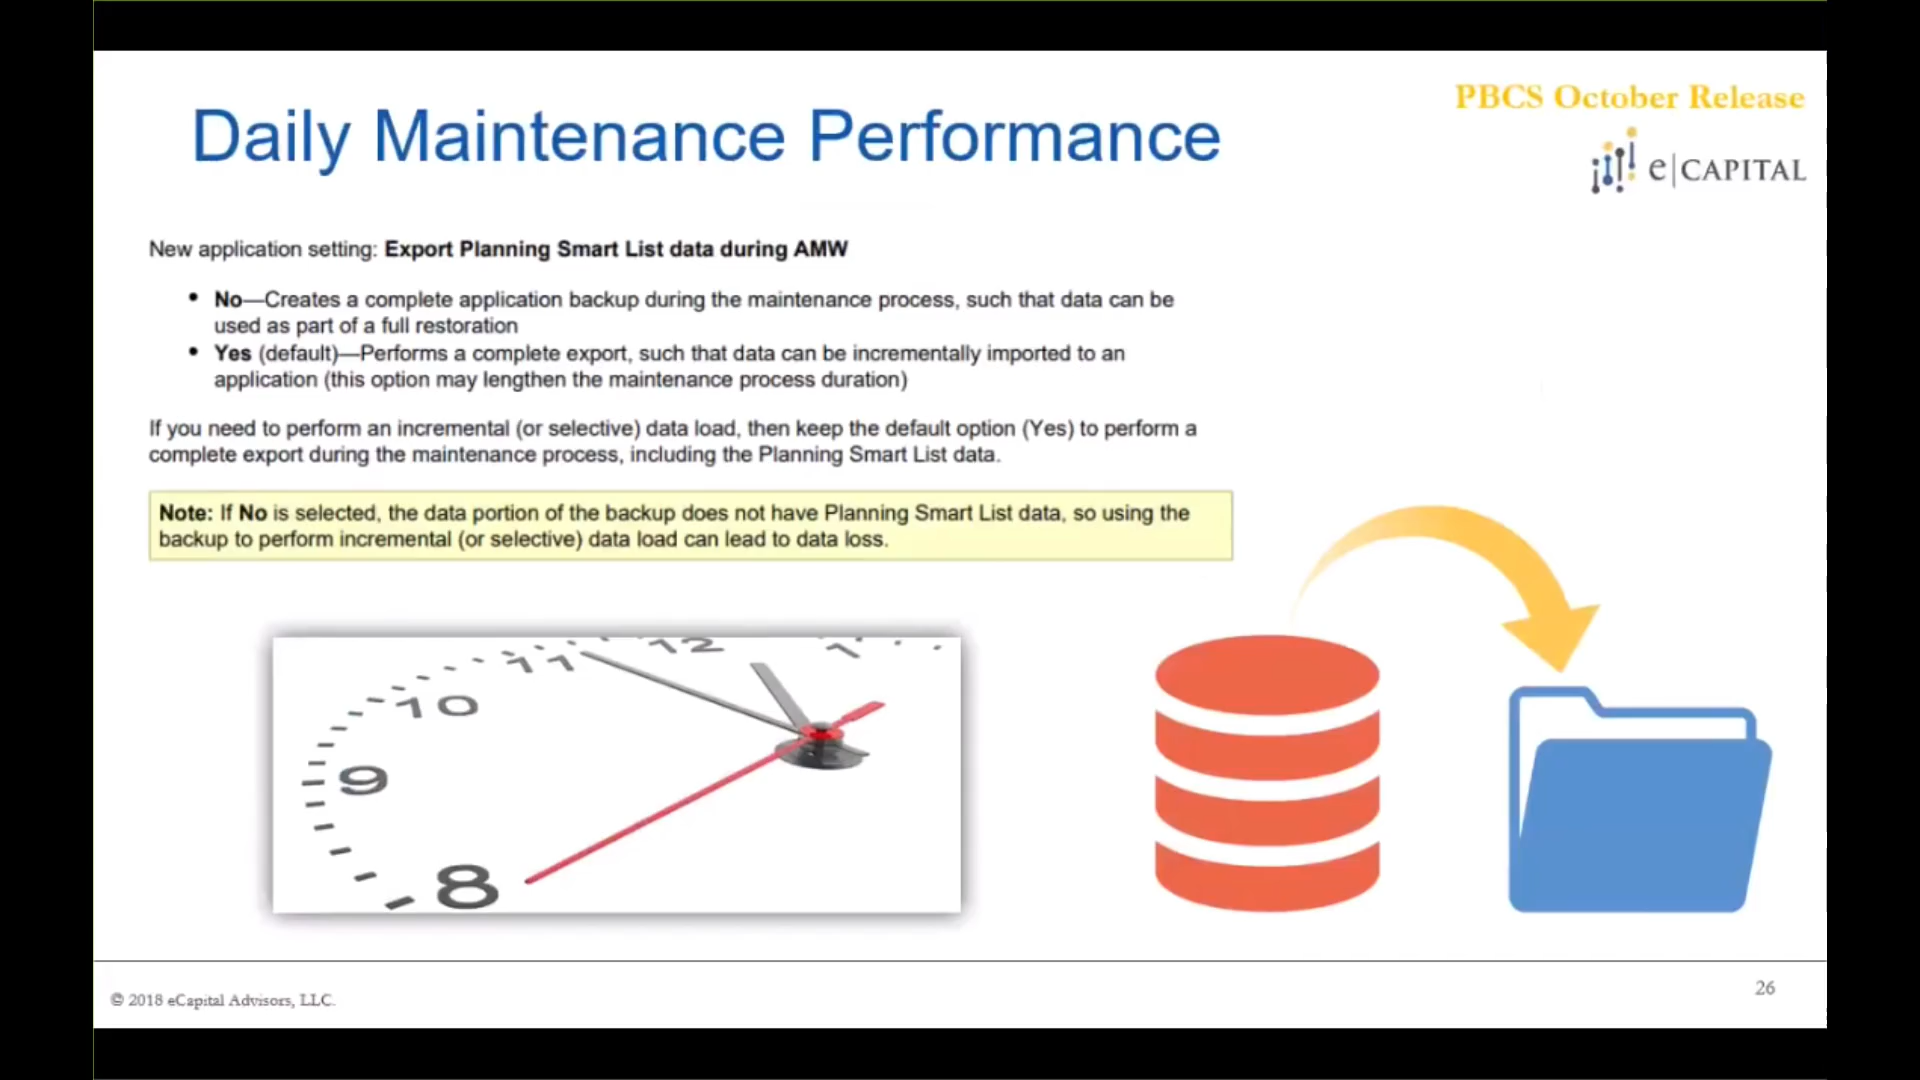 PBCS October Release
Daily Maintenance Performance
e|CAPITAL
New application setting: Export Planning Smart List data during AMW
• No—Creates a complete application backup during the maintenance process, such that data can be
used as part of a full restoration
• Yes (default)—Performs a complete export, such that data can be incrementally imported to an
application (this option may lengthen the maintenance process duration)
If you need to perform an incremental (or selective) data load, then keep the default option (Yes) to perform a
complete export during the maintenance process, including the Planning Smart List data.
Note: If No is selected, the data portion of the backup does not have Planning Smart List data, so using the
backup to perform incremental (or selective) data load can lead to data loss.
12
11
10
9
8
© 2018 eCapital Advisors, LLC.
26